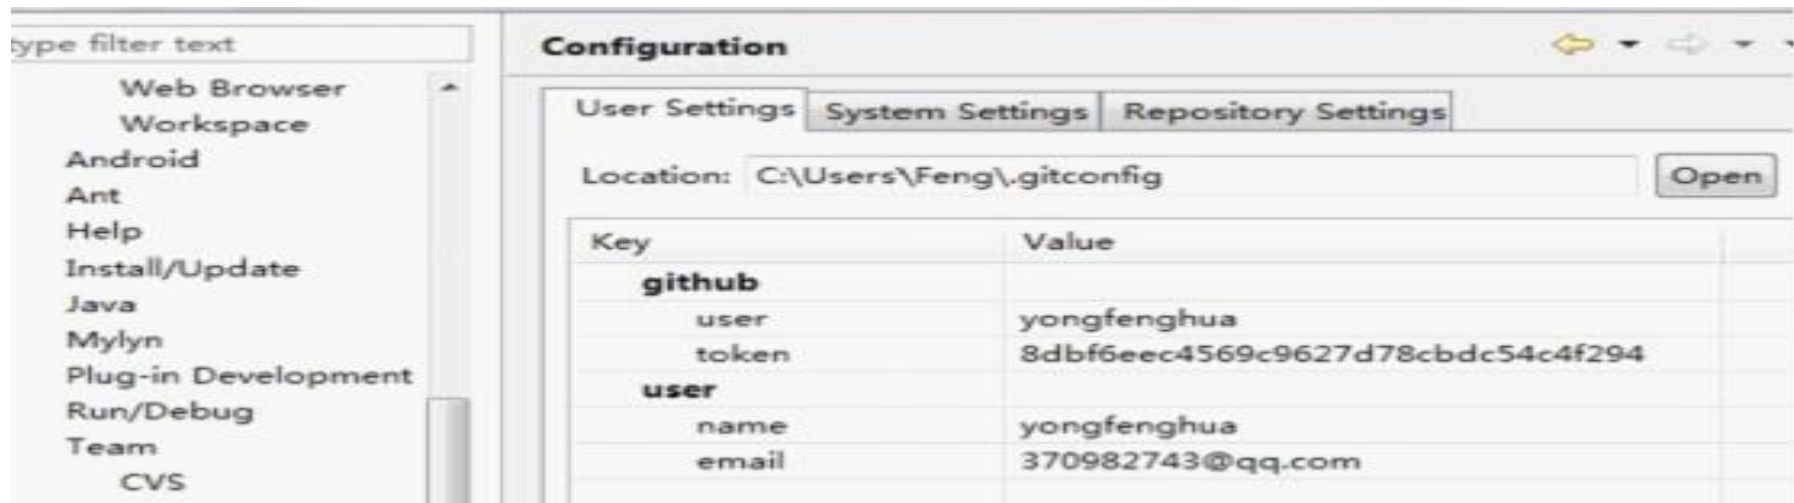 type filter text
Web Browser
Workspace
Android
Ant
Help
Install/Update
Java
Mylyn
Plug-in Development
Run/Debug
Team
CVS
Configuration
User Settings System Settings Repository Settings
Location: C:\Users\Feng\.gitconfig Open
Key Value
github
user yongfenghua
token 8dbf6eec4569c9627d78cbdc54c4f294
user
name yongfenghua
email 370982743@qq.com